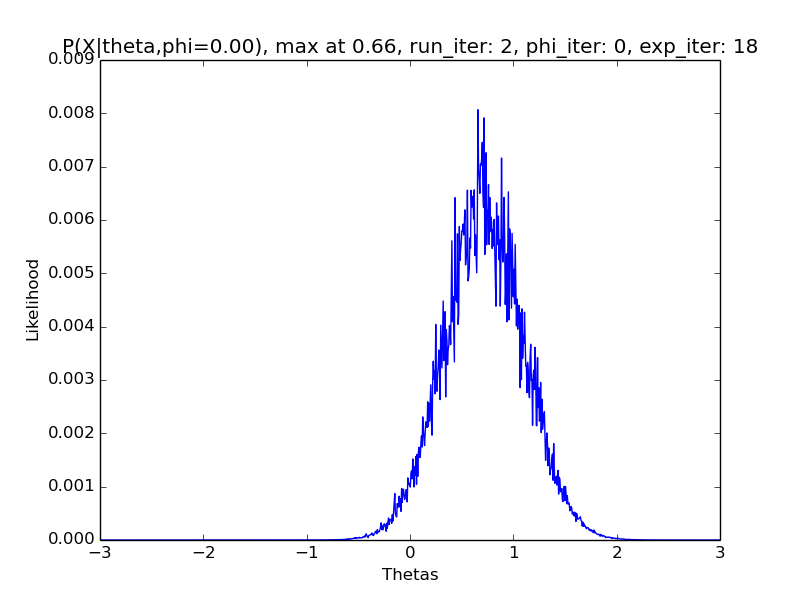 P(X|theta,phi=0.00), max at 0.66, run_iter: 2, phi_iter: 0, exp_iter: 18
0.009
0.008
0.007
0.006
0.005
0.004
0.003
0.002
0.001
0.000
Likelihood
−3 −2 −1 0 1 2 3
Thetas